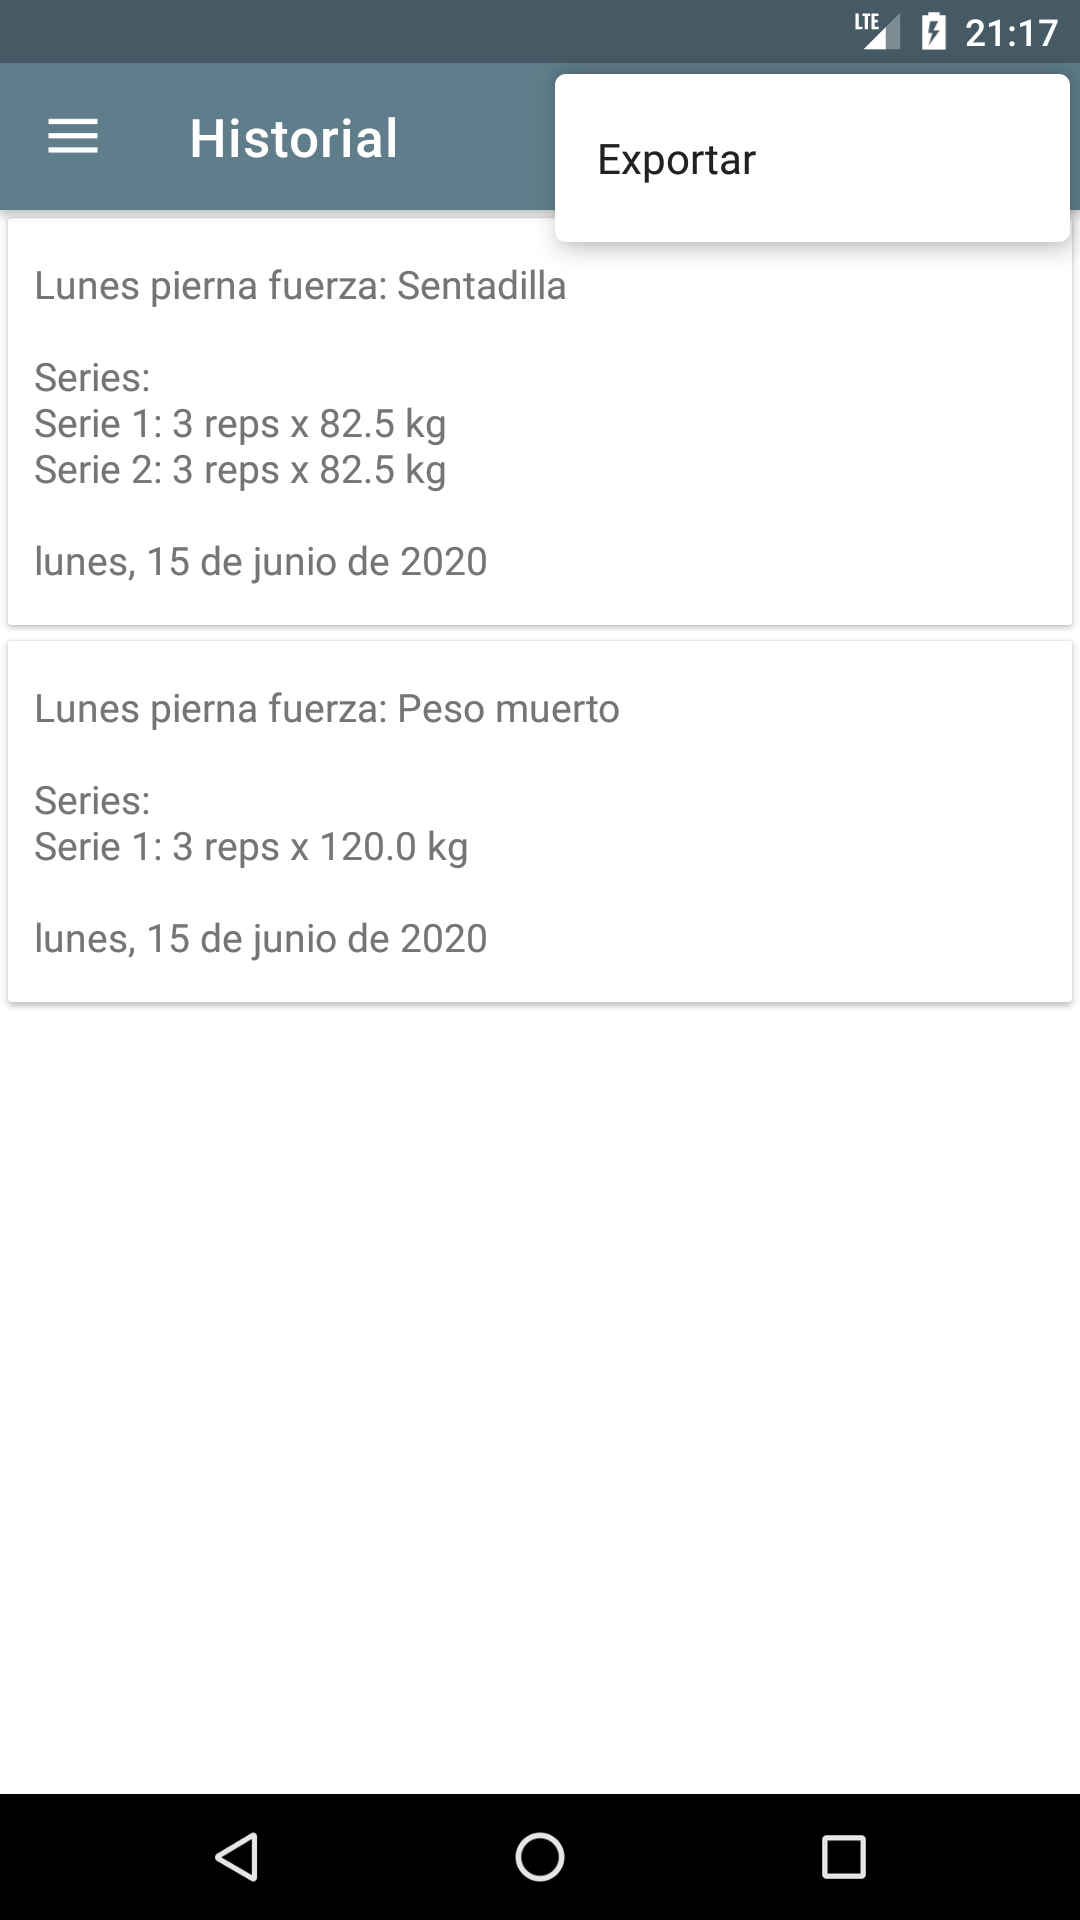 LTE 21:17
Historial
Exportar
Lunes pierna fuerza: Sentadilla
Series:
Serie 1: 3 reps x 82.5 kg
Serie 2: 3 reps x 82.5 kg
lunes, 15 de junio de 2020
Lunes pierna fuerza: Peso muerto
Series:
Serie 1: 3 reps x 120.0 kg
lunes, 15 de junio de 2020